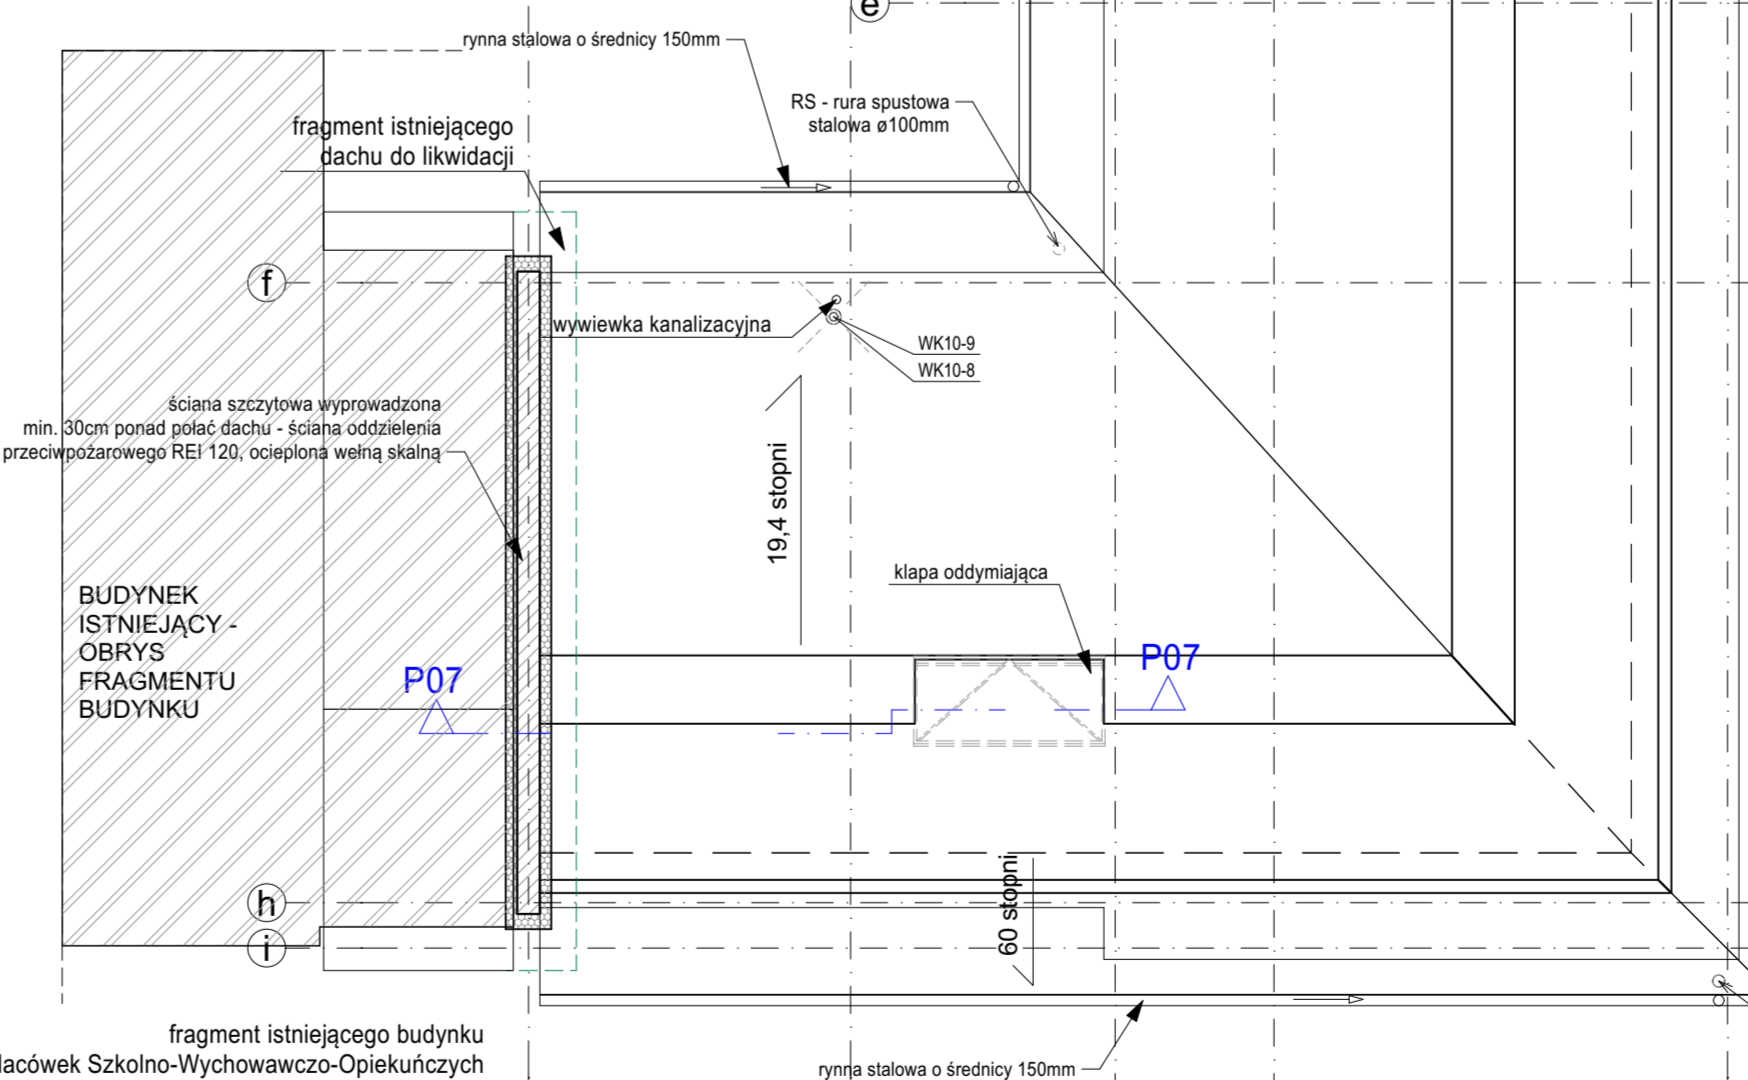 e
rynna stalowa o średnicy 150mm
RS - rura spustowa
stalowa ø100mm
fragment istniejącego
dachu do likwidacji
f
wywiewka kanalizacyjna
WK10-9
WK10-8
ściana szczytowa wyprowadzona
min. 30cm ponad połać dachu - ściana oddzielenia
przeciwpożarowego REI 120, ocieplona wełną skalną
19,4 stopni
klapa oddymiająca
BUDYNEK
ISTNIEJĄCY -
OBRYS
FRAGMENTU
BUDYNKU
P07
P07
h
60 stopni
i
fragment istniejącego budynku
lacówek Szkolno-Wychowawczo-Opiekuńczych
rynna stalowa o średnicy 150mm